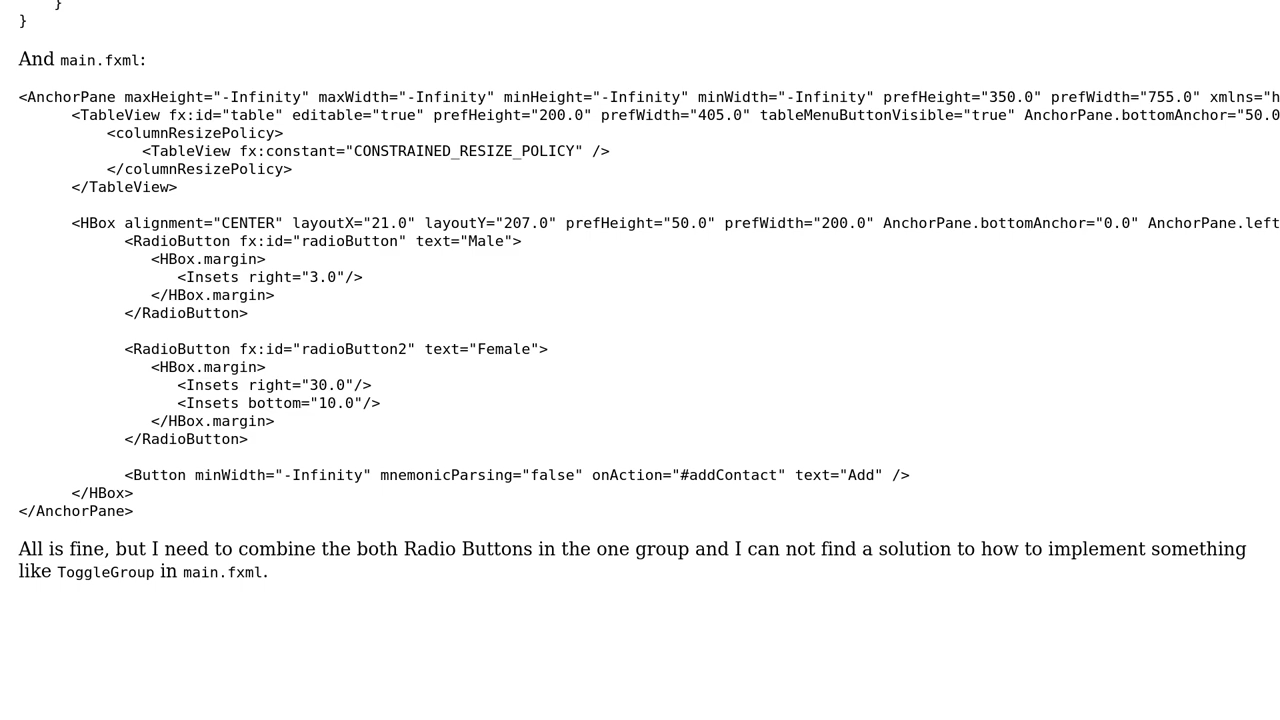 }
}
And main.fxml:
<AnchorPane maxHeight="-Infinity" maxWidth="-Infinity" minHeight="-Infinity" minWidth="-Infinity" prefHeight="350.0" prefWidth="755.0" xmlns="h
<TableView fx:id="table" editable="true" prefHeight="200.0" prefWidth="405.0" tableMenuButtonVisible="true" AnchorPane.bottomAnchor="50.0
<columnResizePolicy>
<TableView fx:constant="CONSTRAINED_RESIZE_POLICY" />
</columnResizePolicy>
</TableView>
<HBox alignment="CENTER" layoutX="21.0" layoutY="207.0" prefHeight="50.0" prefWidth="200.0" AnchorPane.bottomAnchor="0.0" AnchorPane.left
<RadioButton fx:id="radioButton" text="Male">
<HBox.margin>
<Insets right="3.0"/>
</HBox.margin>
</RadioButton>
<RadioButton fx:id="radioButton2" text="Female">
<HBox.margin>
<Insets right="30.0"/>
<Insets bottom="10.0"/>
</HBox.margin>
</RadioButton>
<Button minWidth="-Infinity" mnemonicParsing="false" onAction="#addContact" text="Add" />
</HBox>
</AnchorPane>
All is fine, but I need to combine the both Radio Buttons in the one group and I can not find a solution to how to implement something
like ToggleGroup in main.fxml.